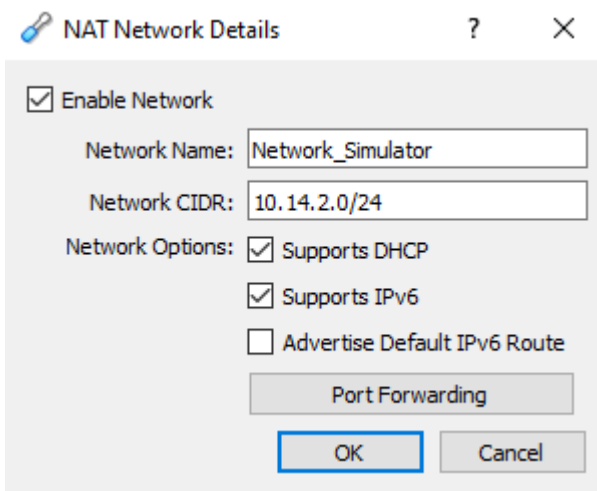 NAT Network Details
Enable Network
Network Name: Network_Simulator
Network CIDR: 10.14.2.0/24
Network Options: Supports DHCP
Supports IPv6
Advertise Default IPv6 Route
Port Forwarding
OK Cancel